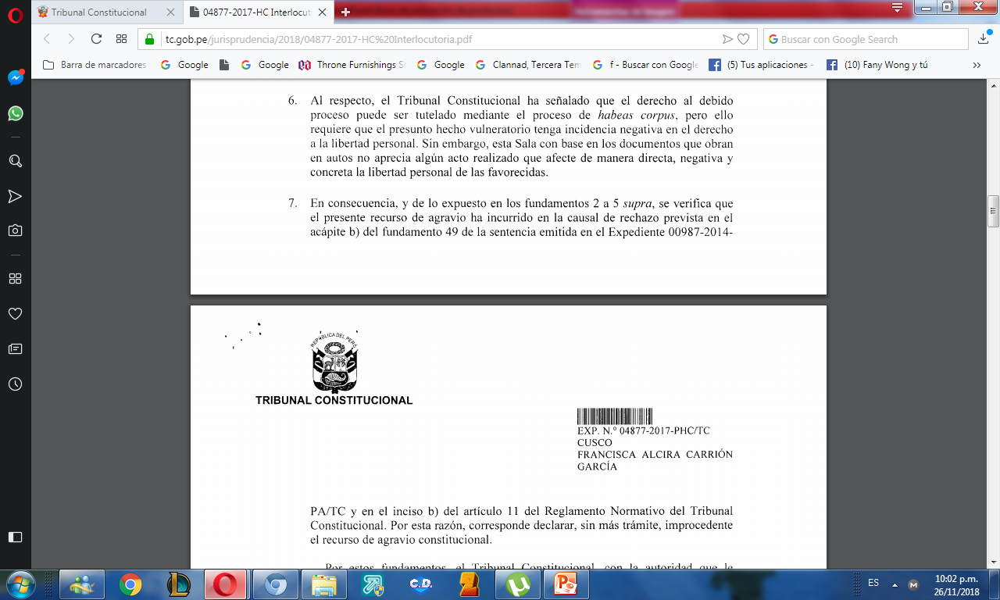 Tribunal Constitucional
04877-2017-HC Interlocuto
tc.gob.pe/jurisprudencia/2018/04877-2017-HC%20Interlocutoria.pdf
Buscar con Google Search
Barra de marcadores
Google
Google
Throne Furnishings S
Google
Clannad, Tercera Tem
f - Buscar con Google
(5) Tus aplicaciones -
(10) Fany Wong y tú
6. Al respecto, el Tribunal Constitucional ha señalado que el derecho al debido
proceso puede ser tutelado mediante el proceso de habeas corpus, pero ello
requiere que el presunto hecho vulneratorio tenga incidencia negativa en el derecho
a la libertad personal. Sin embargo, esta Sala con base en los documentos que obran
en autos no aprecia algún acto realizado que afecte de manera directa, negativa y
concreta la libertad personal de las favorecidas.
7. En consecuencia, y de lo expuesto en los fundamentos 2 a 5 supra, se verifica que
el presente recurso de agravio ha incurrido en la causal de rechazo prevista en el
acápite b) del fundamento 49 de la sentencia emitida en el Expediente 00987-2014-
REPÚBLICA DEL PERÚ
TRIBUNAL CONSTITUCIONAL
EXP. N.º 04877-2017-PHC/TC
CUSCO
FRANCISCA ALCIRA CARRIÓN
GARCÍA
PA/TC y en el inciso b) del artículo 11 del Reglamento Normativo del Tribunal
Constitucional. Por esta razón, corresponde declarar, sin más trámite, improcedente
el recurso de agravio constitucional.
Por estos fundamentos, el Tribunal Constitucional, con la autoridad que le
C.D.
ES
10:02 p.m.
26/11/2018